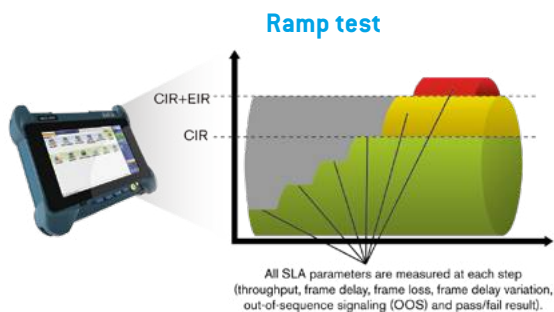 Ramp test
CIR+EIR
CIR
All SLA parameters are measured at each step
(throughput, frame delay, frame loss, frame delay variation,
out-of-sequence signaling (OOS) and pass/fail result).